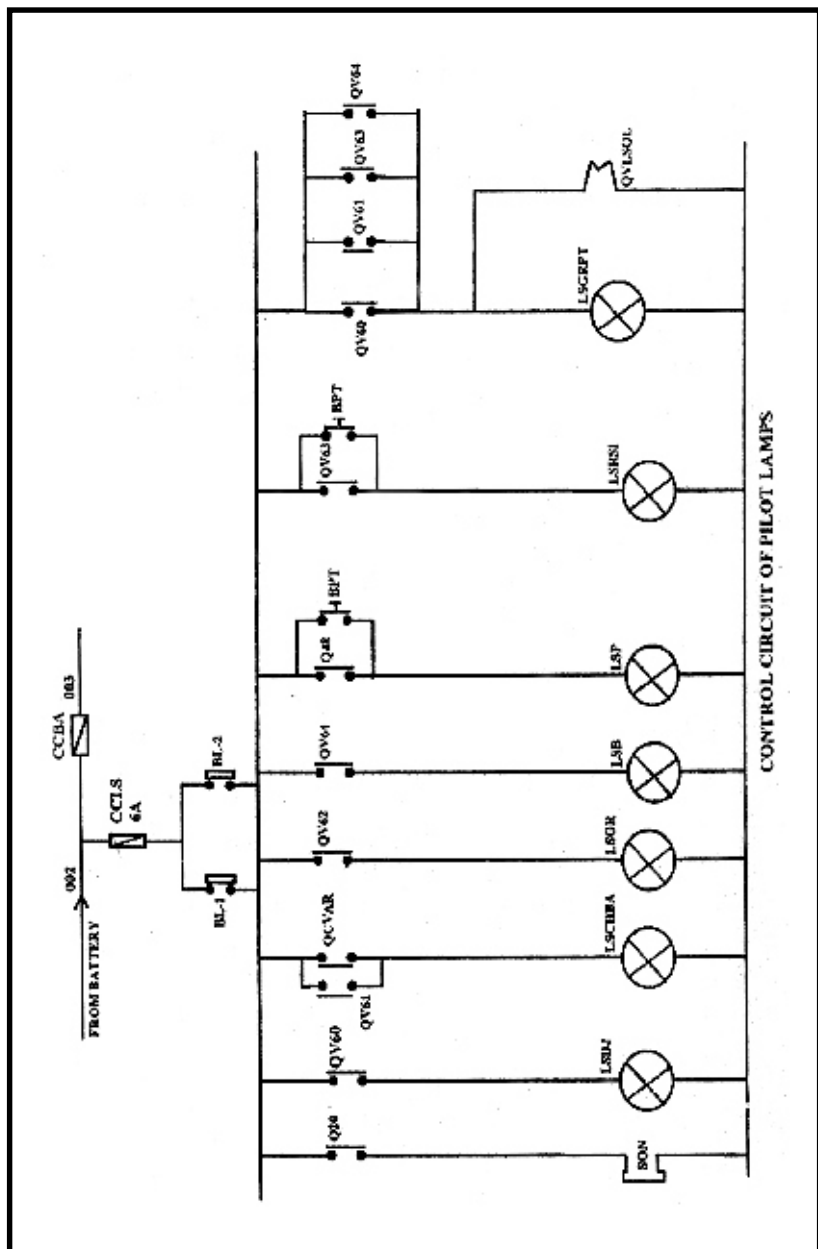 FROM BATTERY
002
CCBA
003
CCLS
6A
BL-1
BL-2
Q20
QV60
QV61
QCVAR
QV62
QV61
Q48
BPT
QV63
BPT
QV60
QV61
QV63
QV64
SON
LSDJ
LSCHBA
LSGR
LSB
LSP
LSRSI
LSGRPT
QVLSOL
CONTROL CIRCUIT OF PILOT LAMPS